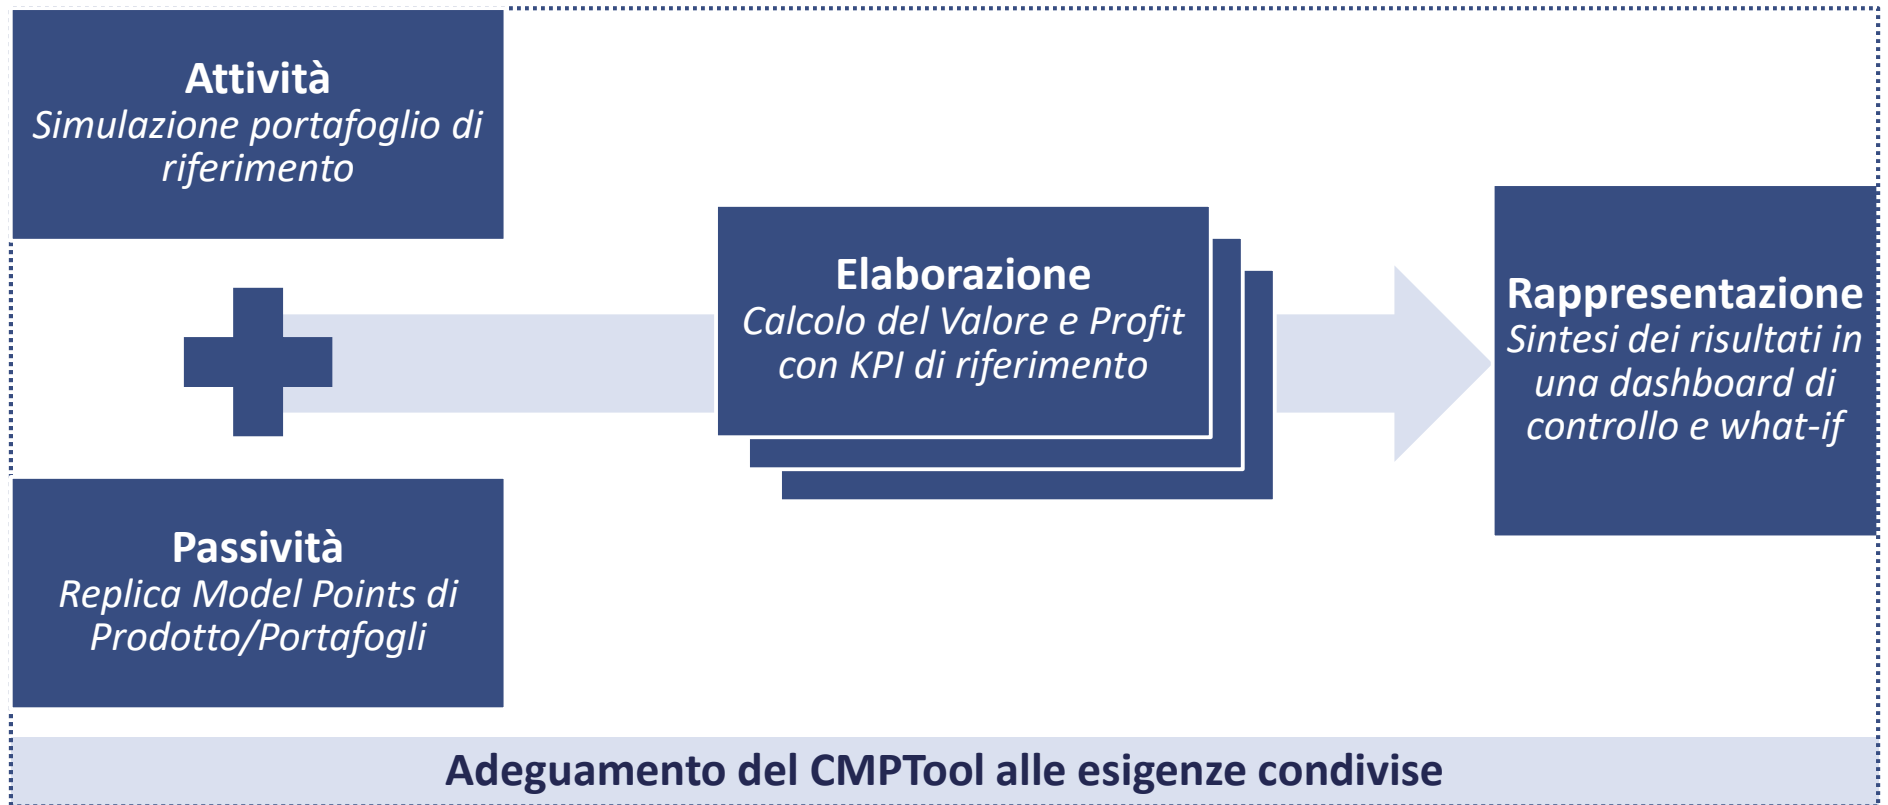 Attività
Simulazione portafoglio di
riferimento
Passività
Replica Model Points di
Prodotto/Portafogli
Elaborazione
Calcolo del Valore e Profit
con KPI di riferimento
Rappresentazione
Sintesi dei risultati in
una dashboard di
controllo e what-if
Adeguamento del CMPTool alle esigenze condivise